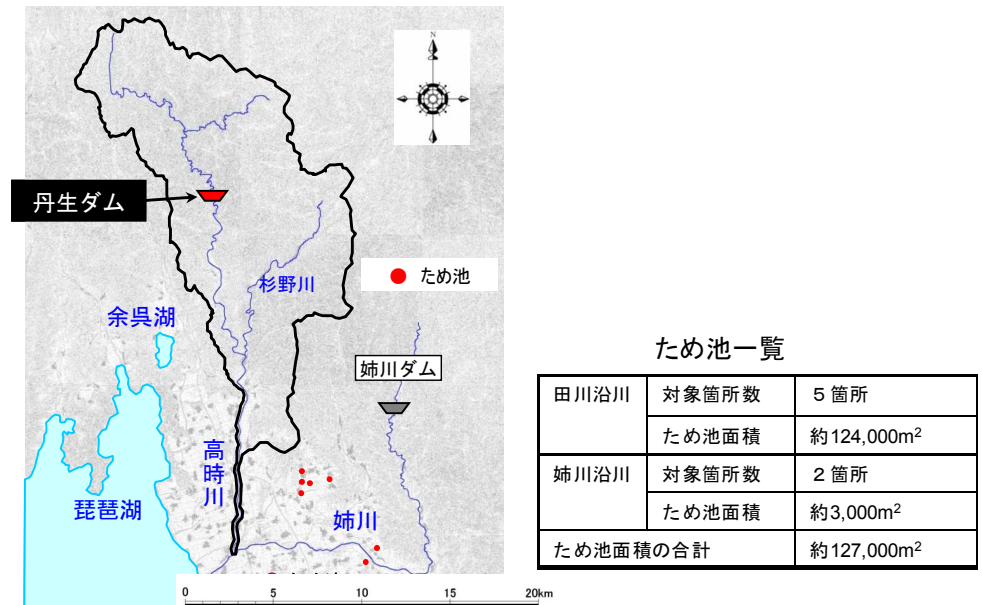 N
丹生ダム
杉野川
ため池
余呉湖
姉川ダム
高時川
琵琶湖
姉川
0 5 10 15 20km
ため池一覧
田川沿川 対象箇所数 5箇所
ため池面積 約124,000m²
姉川沿川 対象箇所数 2箇所
ため池面積 約3,000m²
ため池面積の合計 約127,000m²